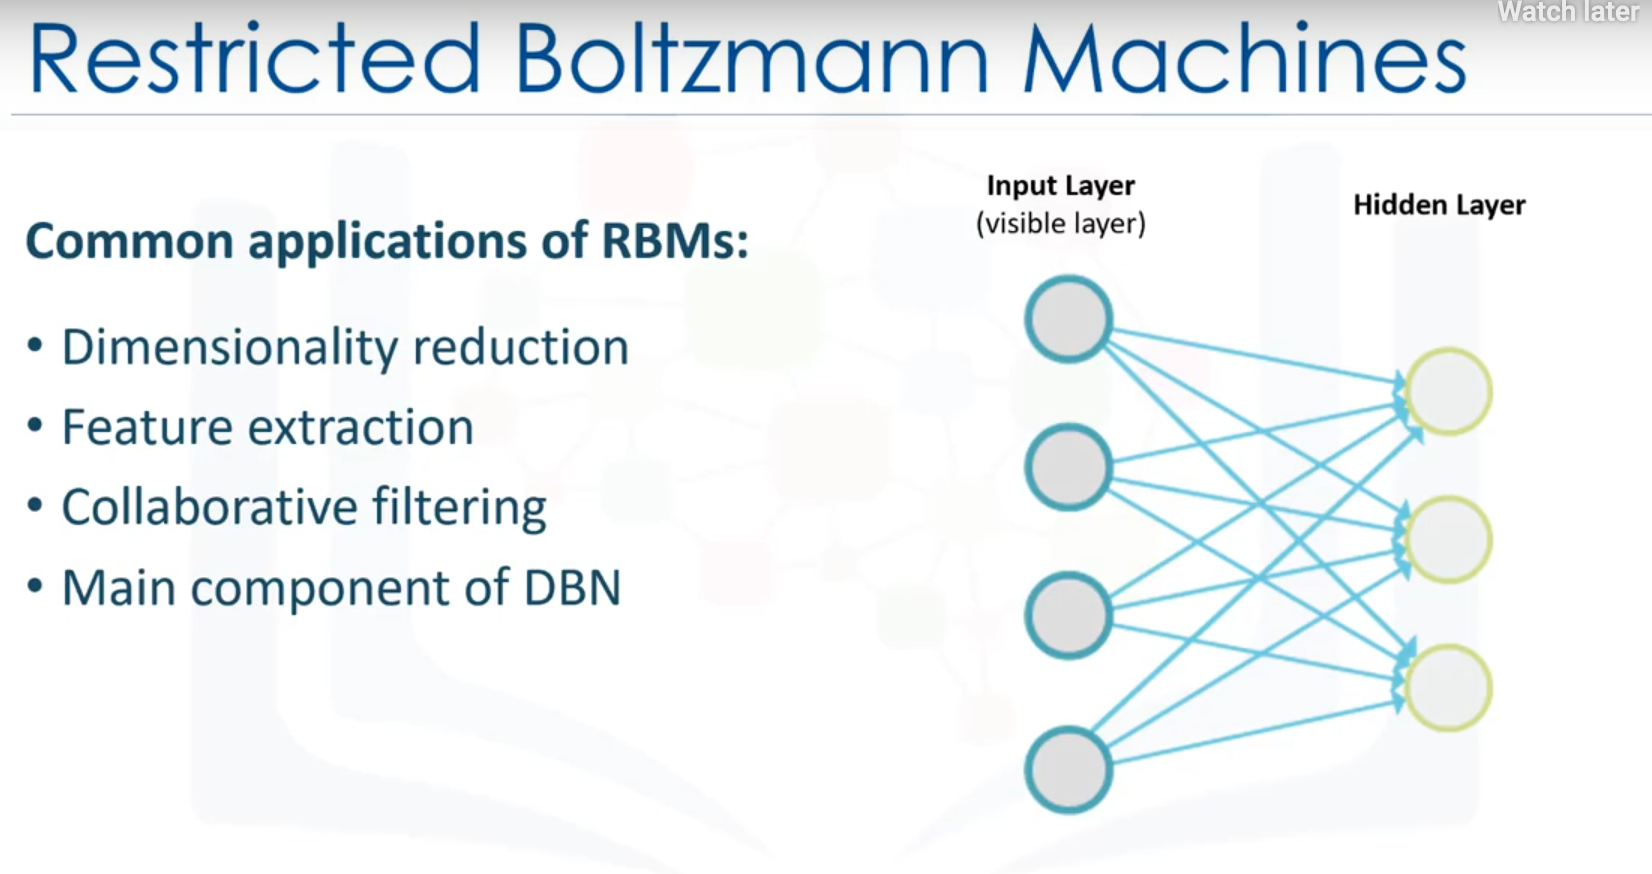 Watch later
Restricted Boltzmann Machines
Common applications of RBMs:
• Dimensionality reduction
• Feature extraction
• Collaborative filtering
• Main component of DBN
Input Layer
(visible layer)
Hidden Layer